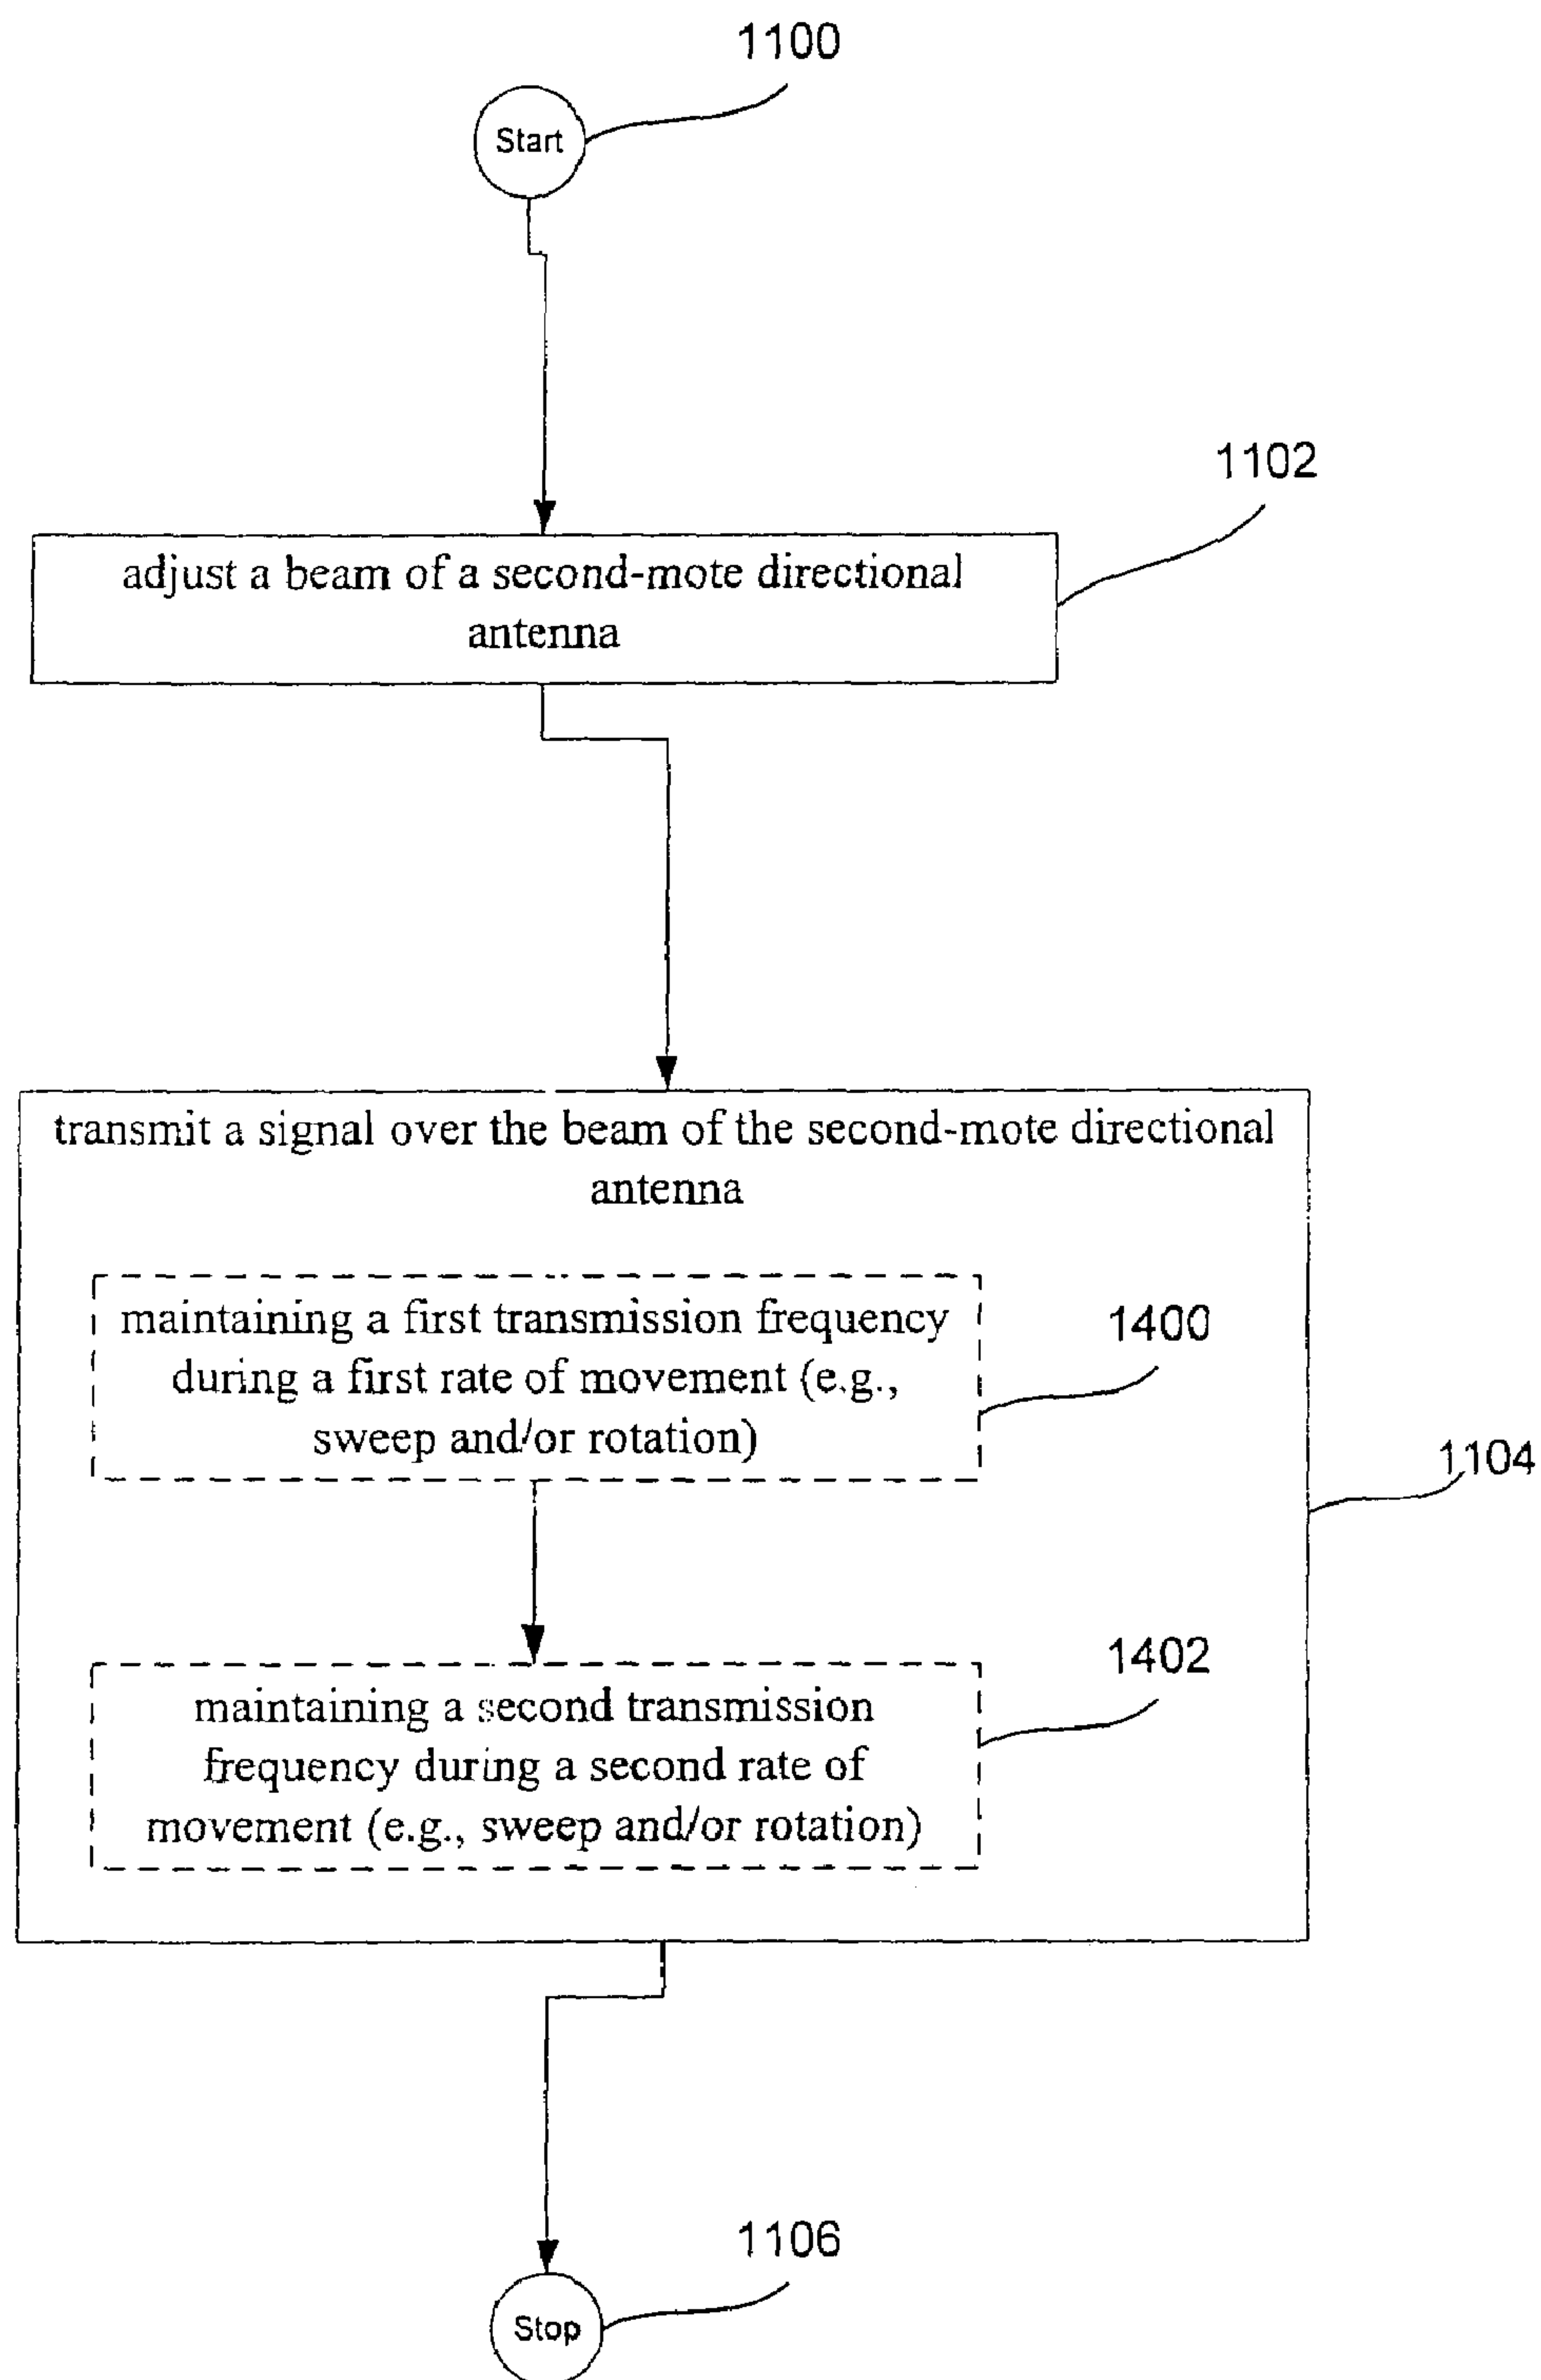 1100
Start
1102
adjust a beam of a second-mote directional
antenna
transmit a signal over the beam of the second-mote directional
antenna
maintaining a first transmission frequency
during a first rate of movement (e.g.,
sweep and/or rotation)
1400
1104
maintaining a second transmission
frequency during a second rate of
movement (e.g., sweep and/or rotation)
1402
1106
Stop